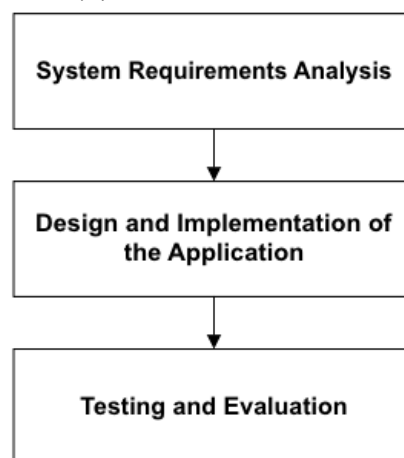 System Requirements Analysis
Design and Implementation of
the Application
Testing and Evaluation